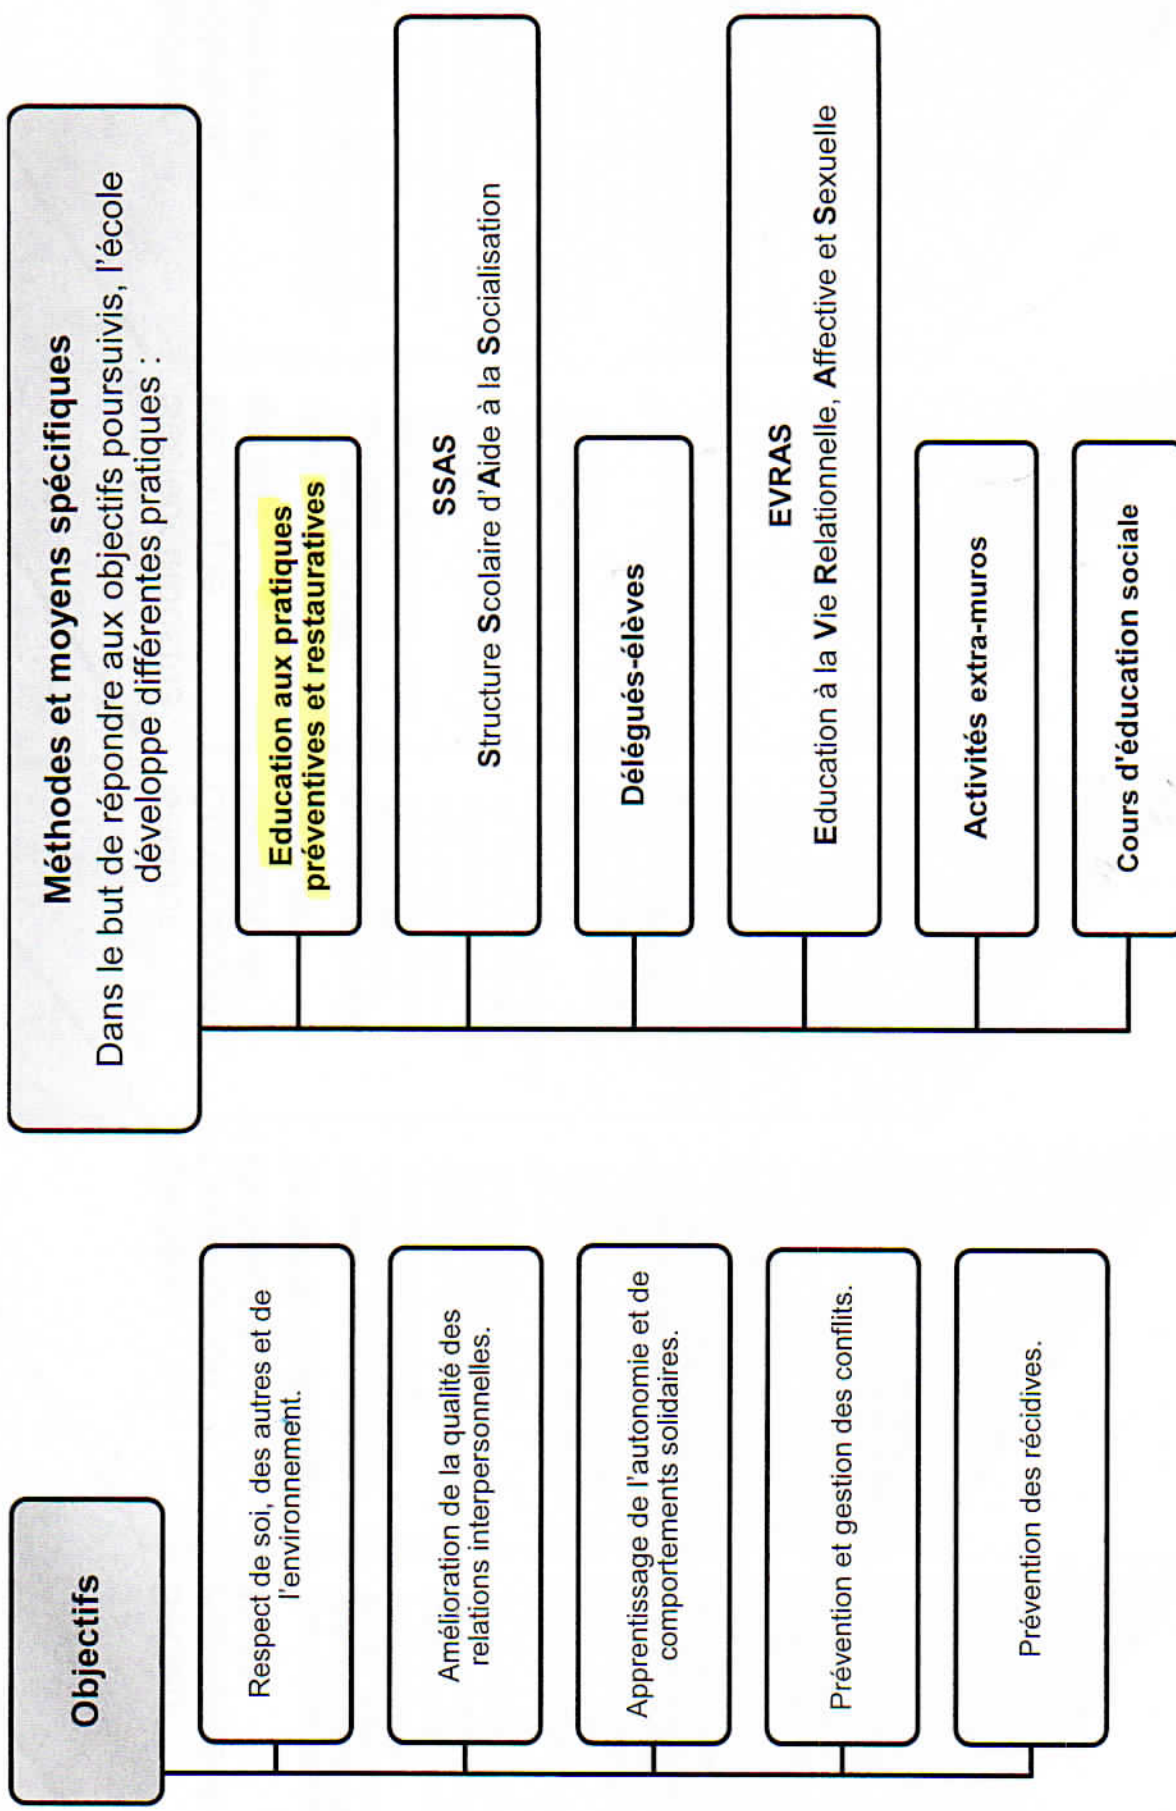 Objectifs
Respect de soi, des autres et de
l'environnement.
Amélioration de la qualité des
relations interpersonnelles.
Apprentissage de l'autonomie et de
comportements solidaires.
Prévention et gestion des conflits.
Prévention des récidives.
Méthodes et moyens spécifiques
Dans le but de répondre aux objectifs poursuivis, l'école
développe différentes pratiques :
Education aux pratiques
préventives et restauratives
SSAS
Structure Scolaire d'Aide à la Socialisation
Délégués-élèves
EVRAS
Education à la Vie Relationnelle, Affective et Sexuelle
Activités extra-muros
Cours d'éducation sociale